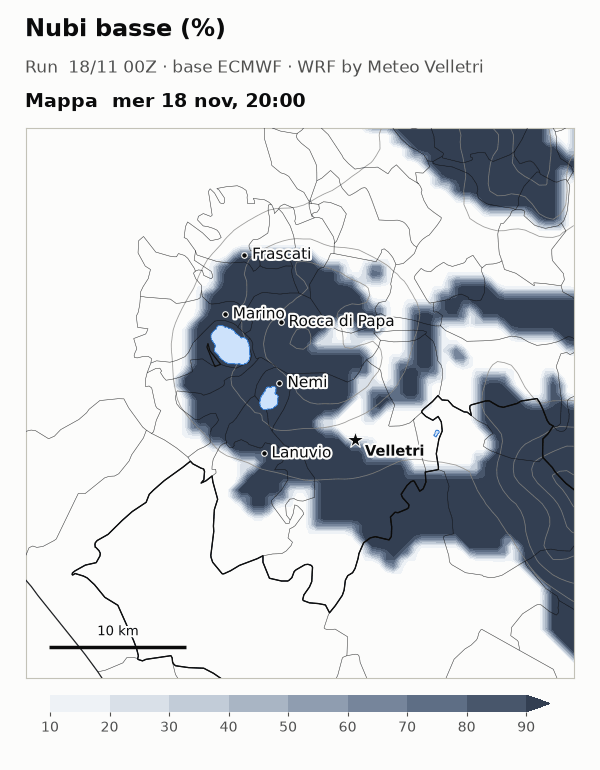 Nubi basse (%)
Run  18/11 00Z · base ECMWF · WRF by Meteo Velletri
Mappa  mer 18 nov, 20:00
Frascati
Marino
Rocca di Papa
Nemi
Velletri
Lanuvio
10 km
10 20 30 40 50 60 70 80 90